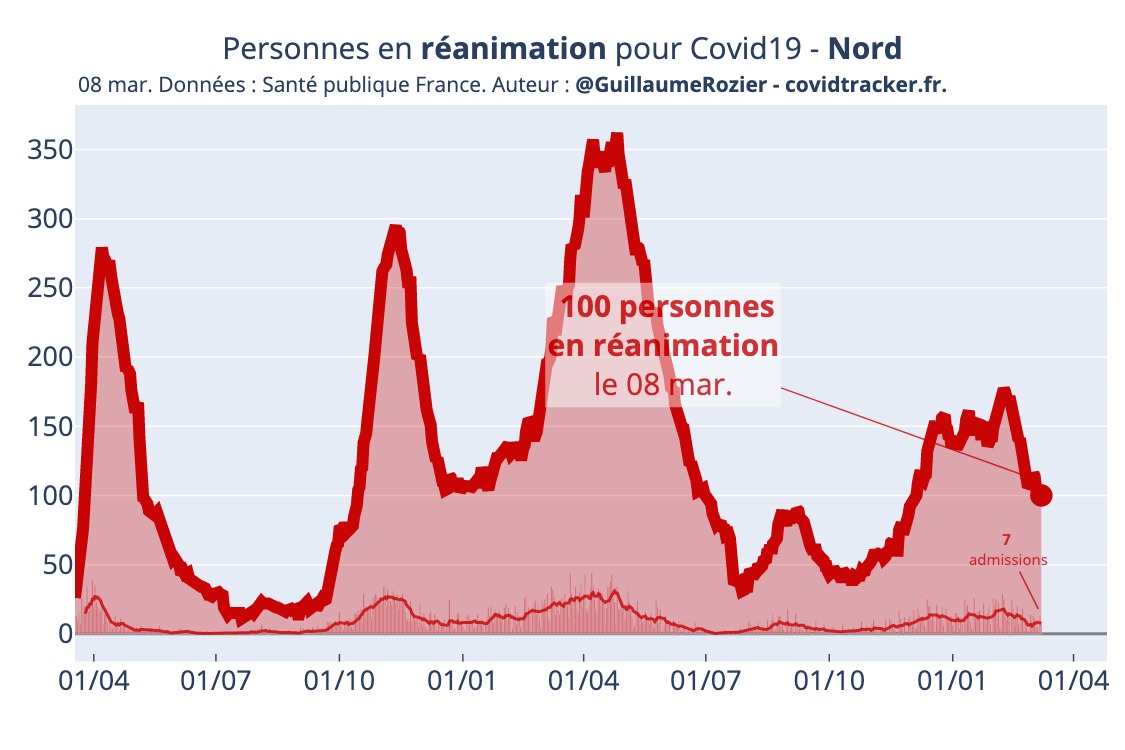 Personnes en réanimation pour Covid19 - Nord
08 mar. Données : Santé publique France. Auteur : @GuillaumeRozier - covidtracker.fr.
350
300
250
200
150
100
50
0
100 personnes
en réanimation
le 08 mar.
7
admissions
01/04 01/07 01/10 01/01 01/04 01/07 01/10 01/01 01/04